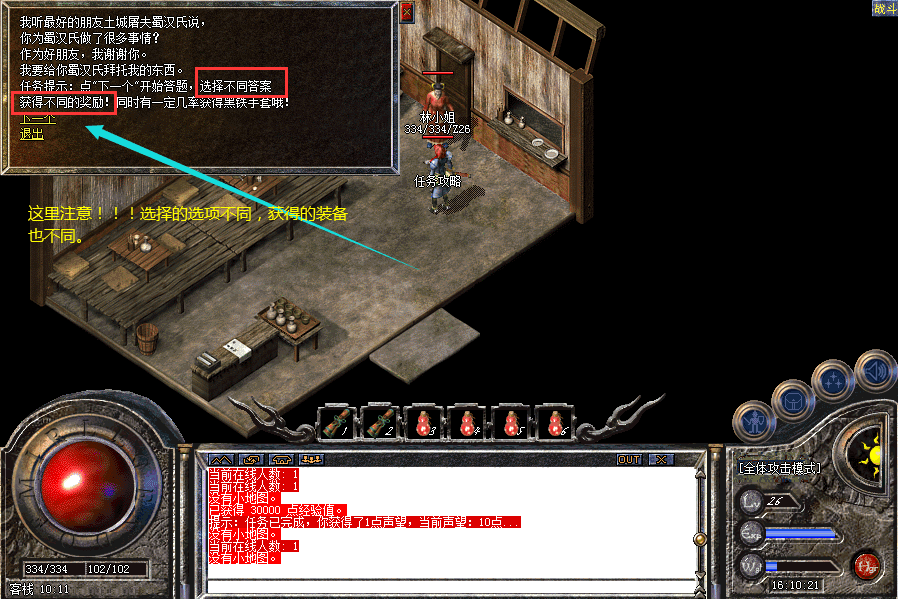 我听最好的朋友土城屠夫蜀汉氏说，
你为蜀汉氏做了很多事情？
作为好朋友，我谢谢你。
我要给你蜀汉氏拜托我的东西。
任务提示：点“下一个”开始答题，选择不同答案
获得不同的奖励！同时有一定几率获得黑铁手套哦！
下一个
退出
战斗
林小姐
334/334/Z26
任务攻略
这里注意！！！选择的选项不同，获得的装备
也不同。
1
2
3
4
5
6
OUT
当前在线人数：1
当前在线人数：1
没有小地图。
已获得 30000 点经验值。
提示：任务已完成，你获得了1点声望，当前声望：10点...
没有小地图。
当前在线人数：1
没有小地图。
[全体攻击模式]
Lv 26
Exp
W
Hgr
16:10:21
334/334
102/102
客栈 10:11